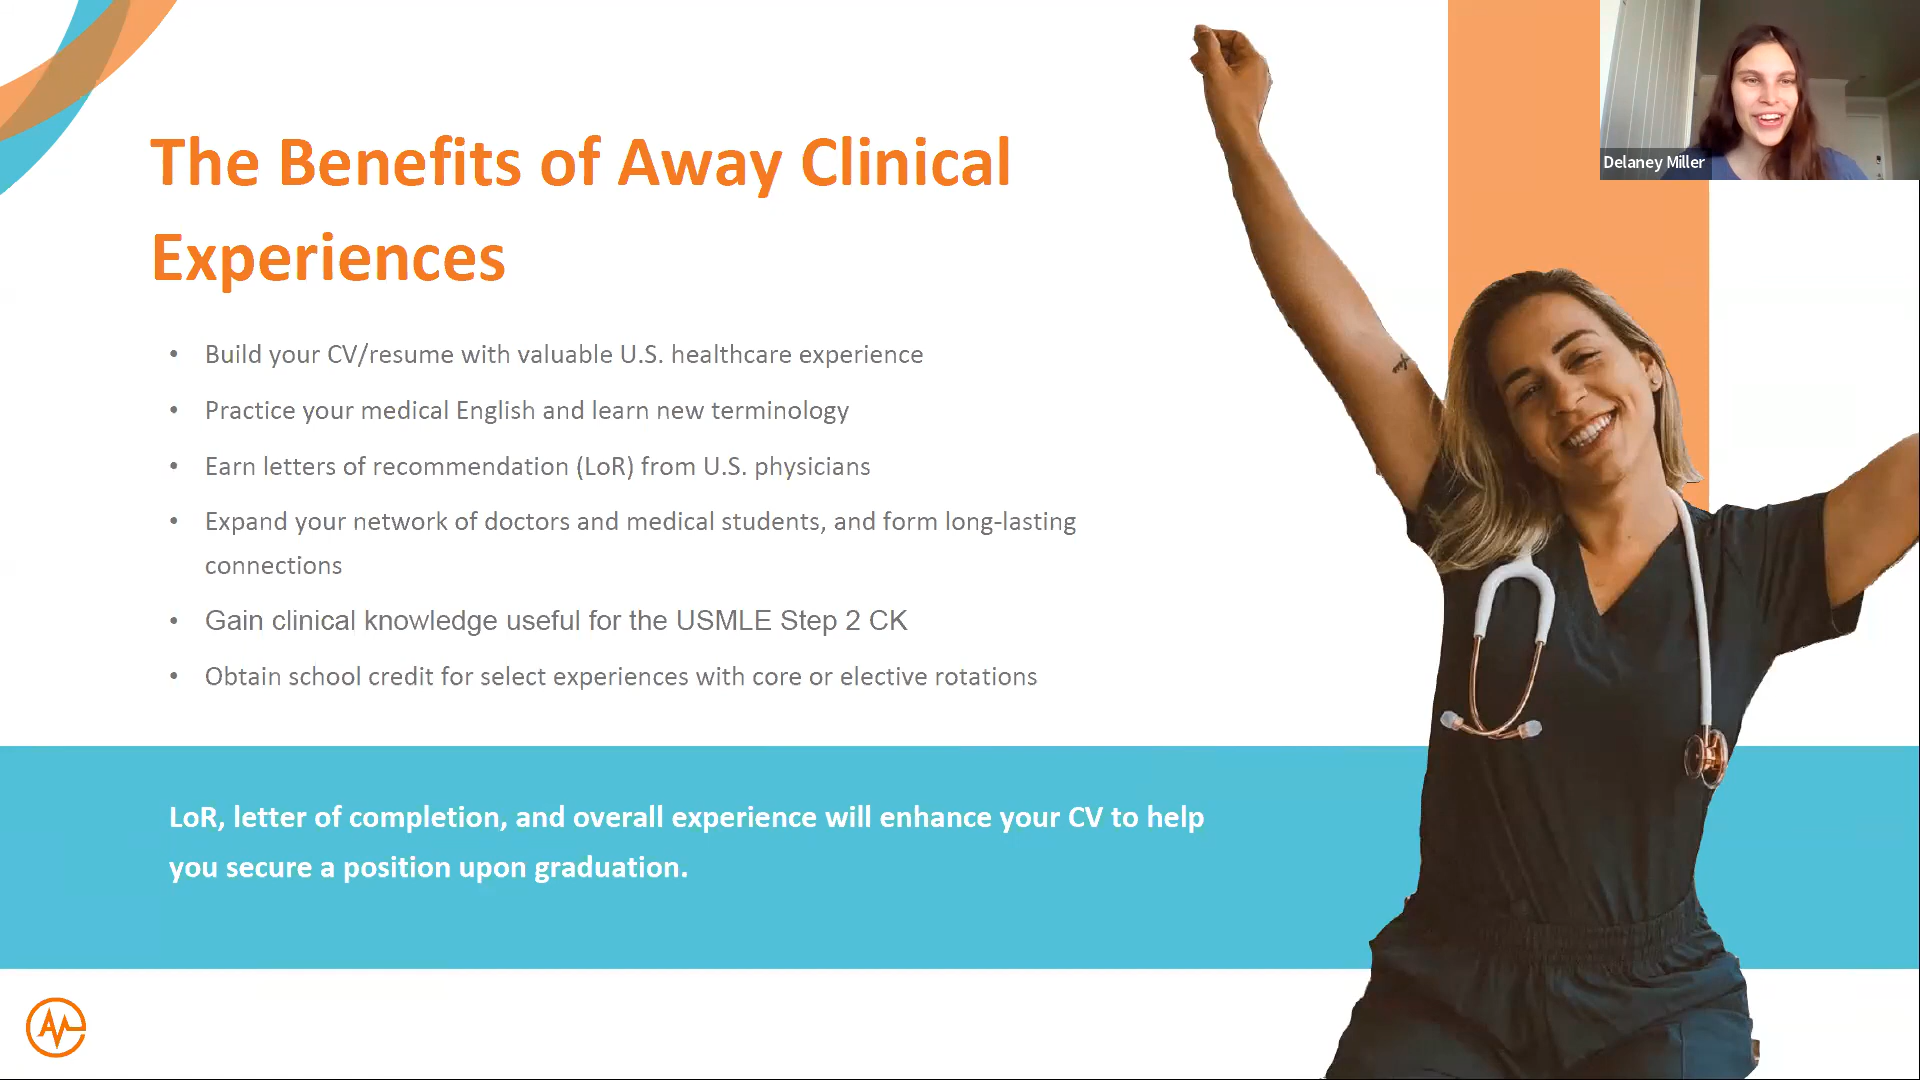 The Benefits of Away Clinical
Experiences
• Build your CV/resume with valuable U.S. healthcare experience
• Practice your medical English and learn new terminology
• Earn letters of recommendation (LoR) from U.S. physicians
• Expand your network of doctors and medical students, and form long-lasting
connections
• Gain clinical knowledge useful for the USMLE Step 2 CK
• Obtain school credit for select experiences with core or elective rotations
LoR, letter of completion, and overall experience will enhance your CV to help
you secure a position upon graduation.
Delaney Miller